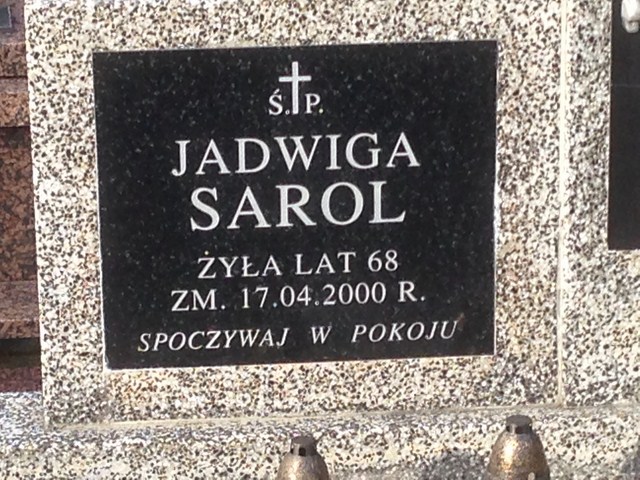 Ś.P.
JADWIGA
SAROL
ŻYŁA LAT 68
ZM. 17.04.2000 R.
SPOCZYWAJ W POKOJU